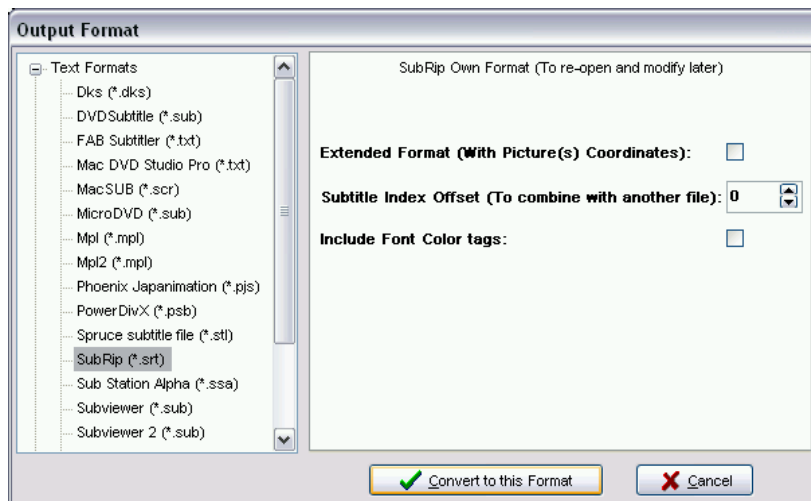 Output Format
Text Formats
Dks (*.dks)
DVDSubtitle (*.sub)
FAB Subtitler (*.txt)
Mac DVD Studio Pro (*.txt)
MacSUB (*.scr)
MicroDVD (*.sub)
Mpl (*.mpl)
Mpl2 (*.mpl)
Phoenix Japanimation (*.pjs)
PowerDivX (*.psb)
Spruce subtitle file (*.stl)
SubRip (*.srt)
Sub Station Alpha (*.ssa)
Subviewer (*.sub)
Subviewer 2 (*.sub)
SubRip Own Format (To re-open and modify later)
Extended Format (With Picture(s) Coordinates):
Subtitle Index Offset (To combine with another file): 0
Include Font Color tags:
Convert to this Format
Cancel